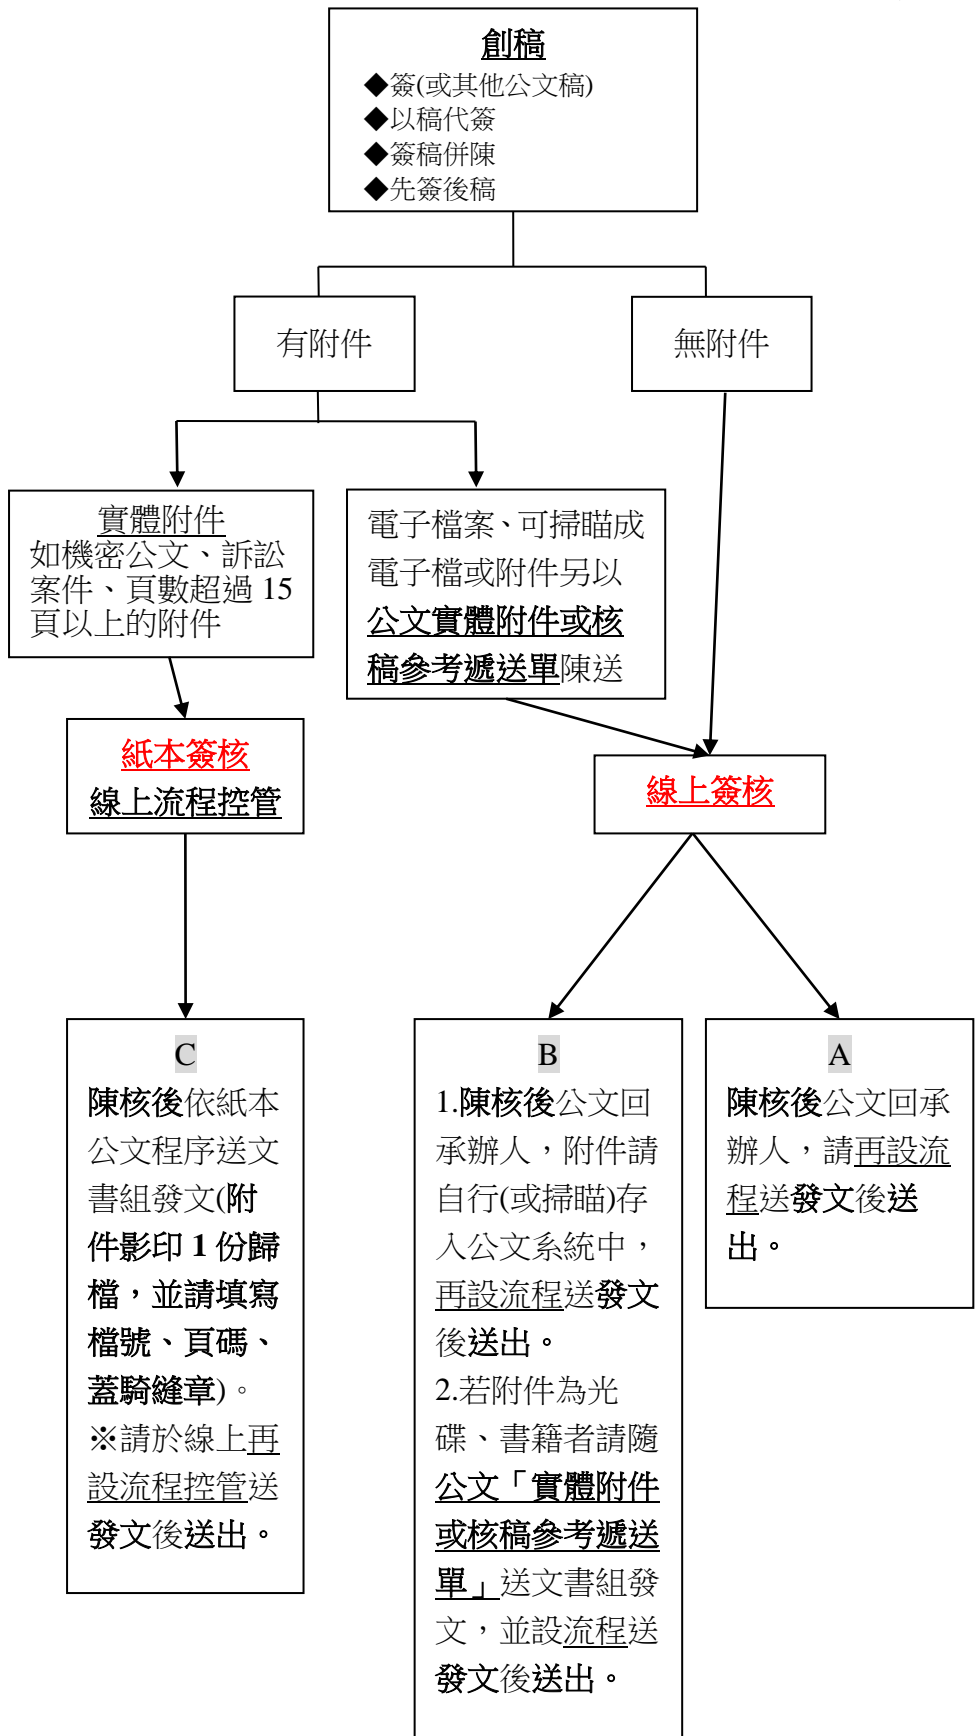 創稿
◆簽(或其他公文稿)
◆以稿代簽
◆簽稿併陳
◆先簽後稿
有附件
無附件
實體附件
如機密公文、訴訟
案件、頁數超過 15
頁以上的附件
電子檔案、可掃瞄成
電子檔或附件另以
公文實體附件或核
稿參考遞送單陳送
紙本簽核
線上流程控管
線上簽核
C
陳核後依紙本
公文程序送文
書組發文(附
件影印 1 份歸
檔，並請填寫
檔號、頁碼、
蓋騎縫章)。
※請於線上再
設流程控管送
發文後送出。
B
1.陳核後公文回
承辦人，附件請
自行(或掃瞄)存
入公文系統中，
再設流程送發文
後送出。
2.若附件為光
碟、書籍者請隨
公文「實體附件
或核稿參考遞送
單」送文書組發
文，並設流程送
發文後送出。
A
陳核後公文回承
辦人，請再設流
程送發文後送
出。